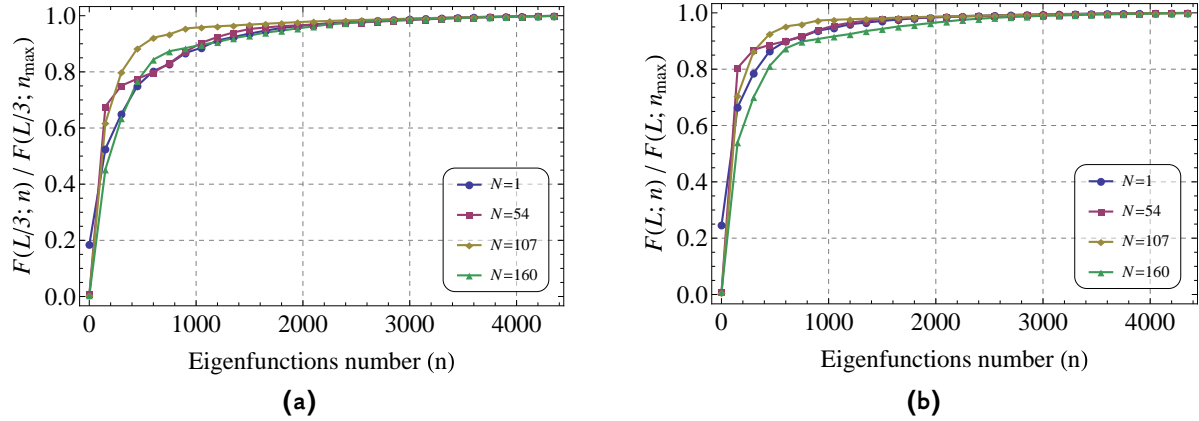 F(L/3; n) / F(L/3; n_max)
1.0
0.8
0.6
0.4
0.2
0.0
N=1
N=54
N=107
N=160
0 1000 2000 3000 4000
Eigenfunctions number (n)
(a)
F(L; n) / F(L; n_max)
1.0
0.8
0.6
0.4
0.2
0.0
N=1
N=54
N=107
N=160
0 1000 2000 3000 4000
Eigenfunctions number (n)
(b)